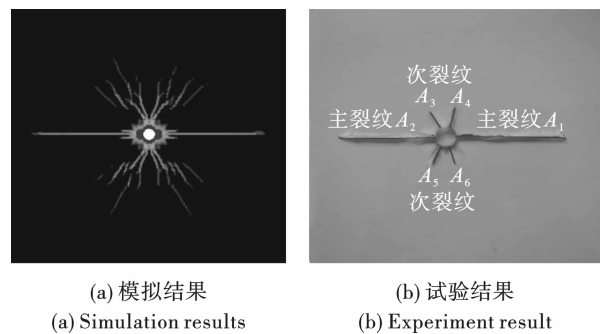 次裂纹
A₃ A₄
主裂纹A₂ 主裂纹A₁
A₅ A₆
次裂纹
(a) 模拟结果
(a) Simulation results
(b) 试验结果
(b) Experiment result